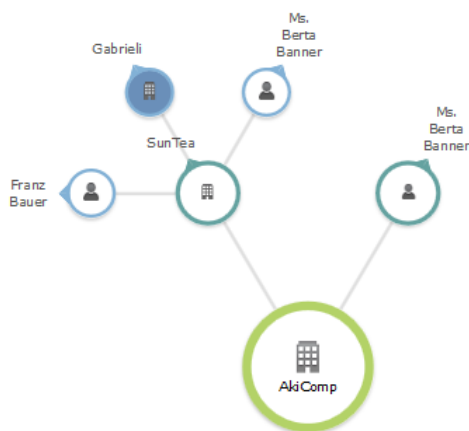 Gabrieli
Ms.
Berta
Banner
Ms.
Berta
Banner
SunTea
Franz
Bauer
AkiComp